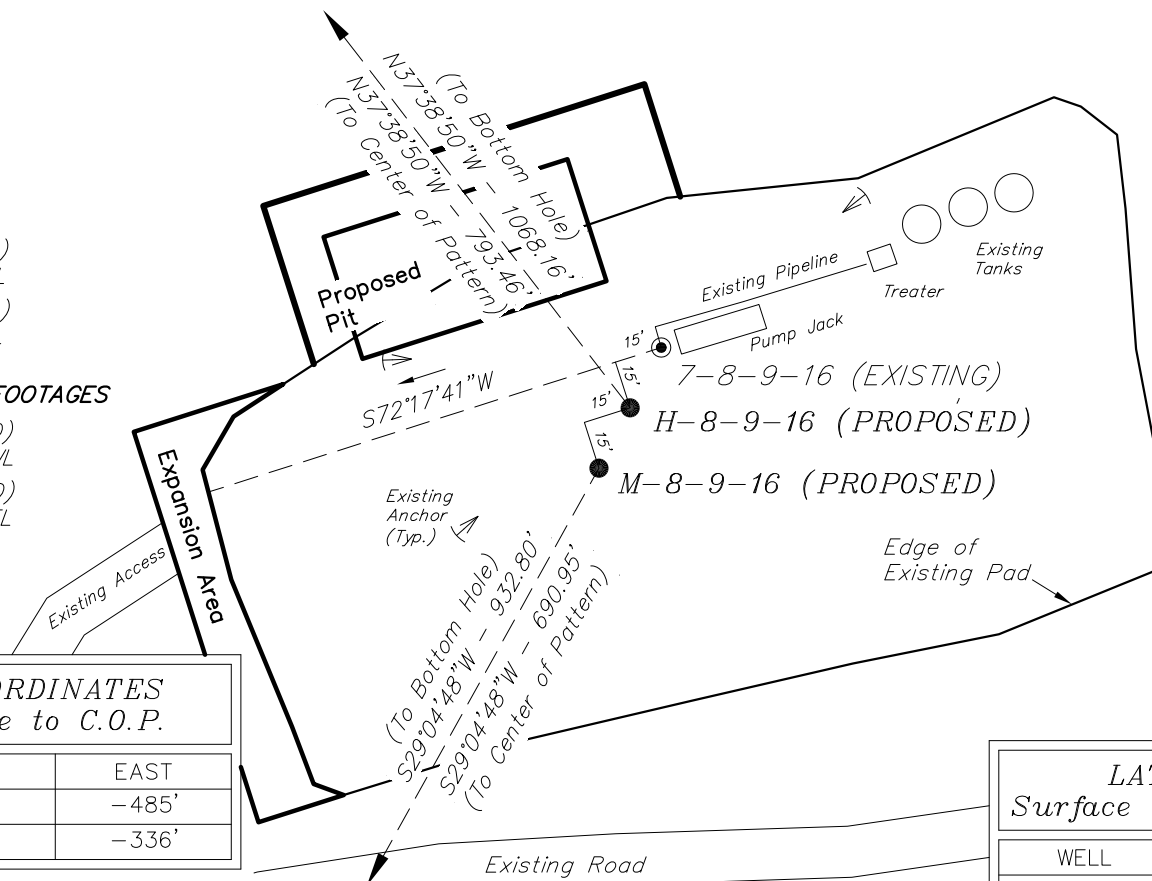 N37°38'50"W - 1068.16'
(To Bottom Hole)
N37°38'50"W - 793.46'
(To Center of Pattern)
Proposed
Pit
Existing
Tanks
Existing Pipeline
Treater
Pump Jack
15'
15'
15'
15'
S72°17'41"W
7-8-9-16 (EXISTING)
H-8-9-16 (PROPOSED)
M-8-9-16 (PROPOSED)
FOOTAGES
Expansion Area
Existing
Anchor
(Typ.)
Existing Access
Edge of
Existing Pad
(To Bottom Hole)
S29°04'48"W - 932.80'
S29°04'48"W - 690.95'
(To Center of Pattern)
ORDINATES
e to C.O.P.
EAST
-485'
-336'
Existing Road
LAT
Surface
WELL